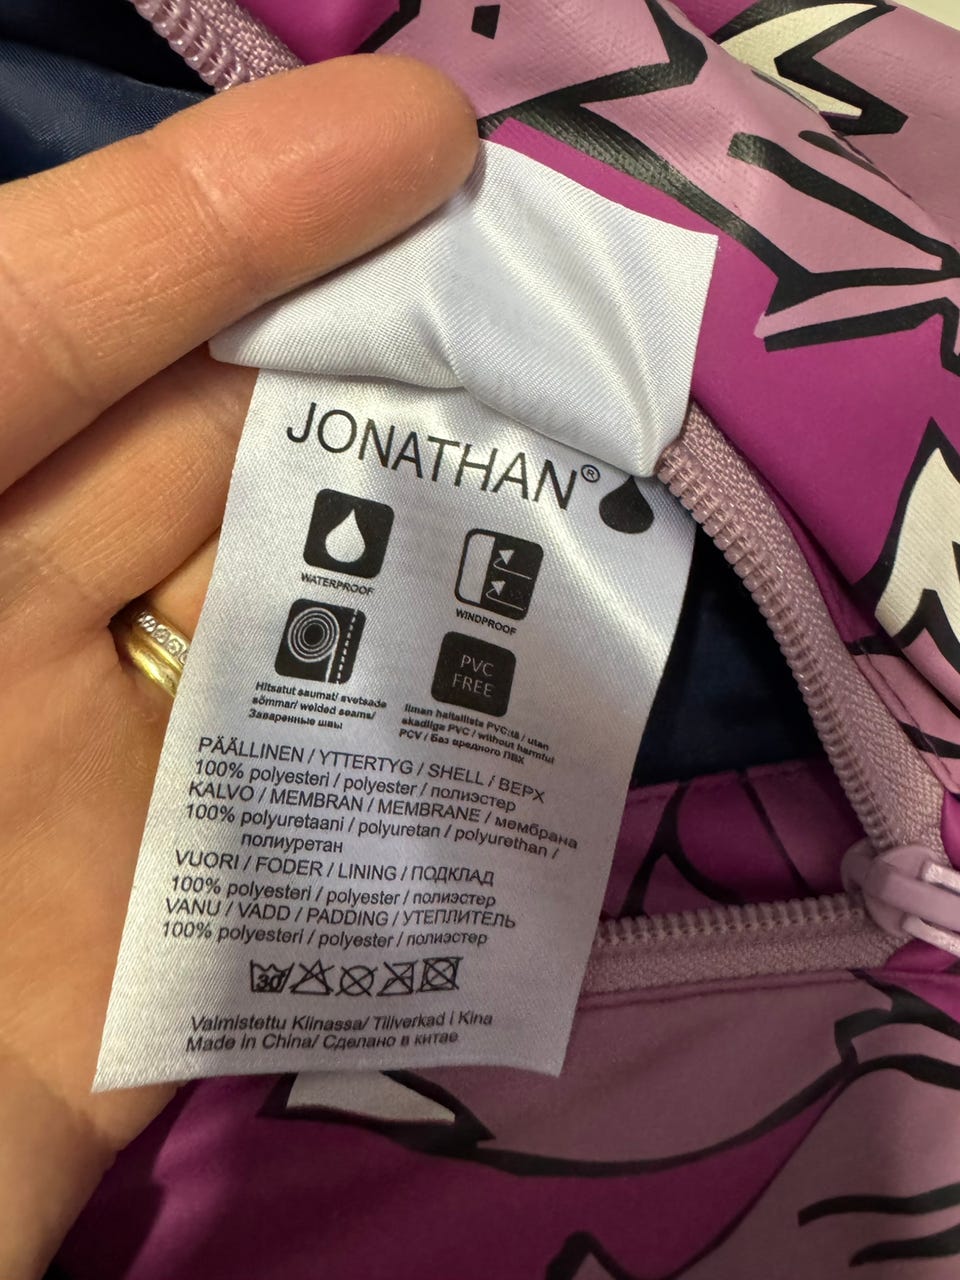 JONATHAN®
WATERPROOF
WINDPROOF
Hitsatut saumat/ svetsade
sömmar/ welded seams/
Заваренные швы
PVC
FREE
Ilman haitallista PVC:tä / utan
skadliga PVC / without harmful
PCV / Без вредного ПВХ
PÄÄLLINEN / YTTERTYG / SHELL / ВЕРХ
100% polyesteri / polyester / полиэстер
KALVO / MEMBRAN / MEMBRANE / мембрана
100% polyuretaani / polyuretan / polyurethan /
полиуретан
VUORI / FODER / LINING / ПОДКЛАД
100% polyesteri / polyester / полиэстер
VANU / VADD / PADDING / УТЕПЛИТЕЛЬ
100% polyesteri / polyester / полиэстер
30
Valmistettu Kiinassa/ Tillverkad i Kina
Made in China/ Сделано в китае